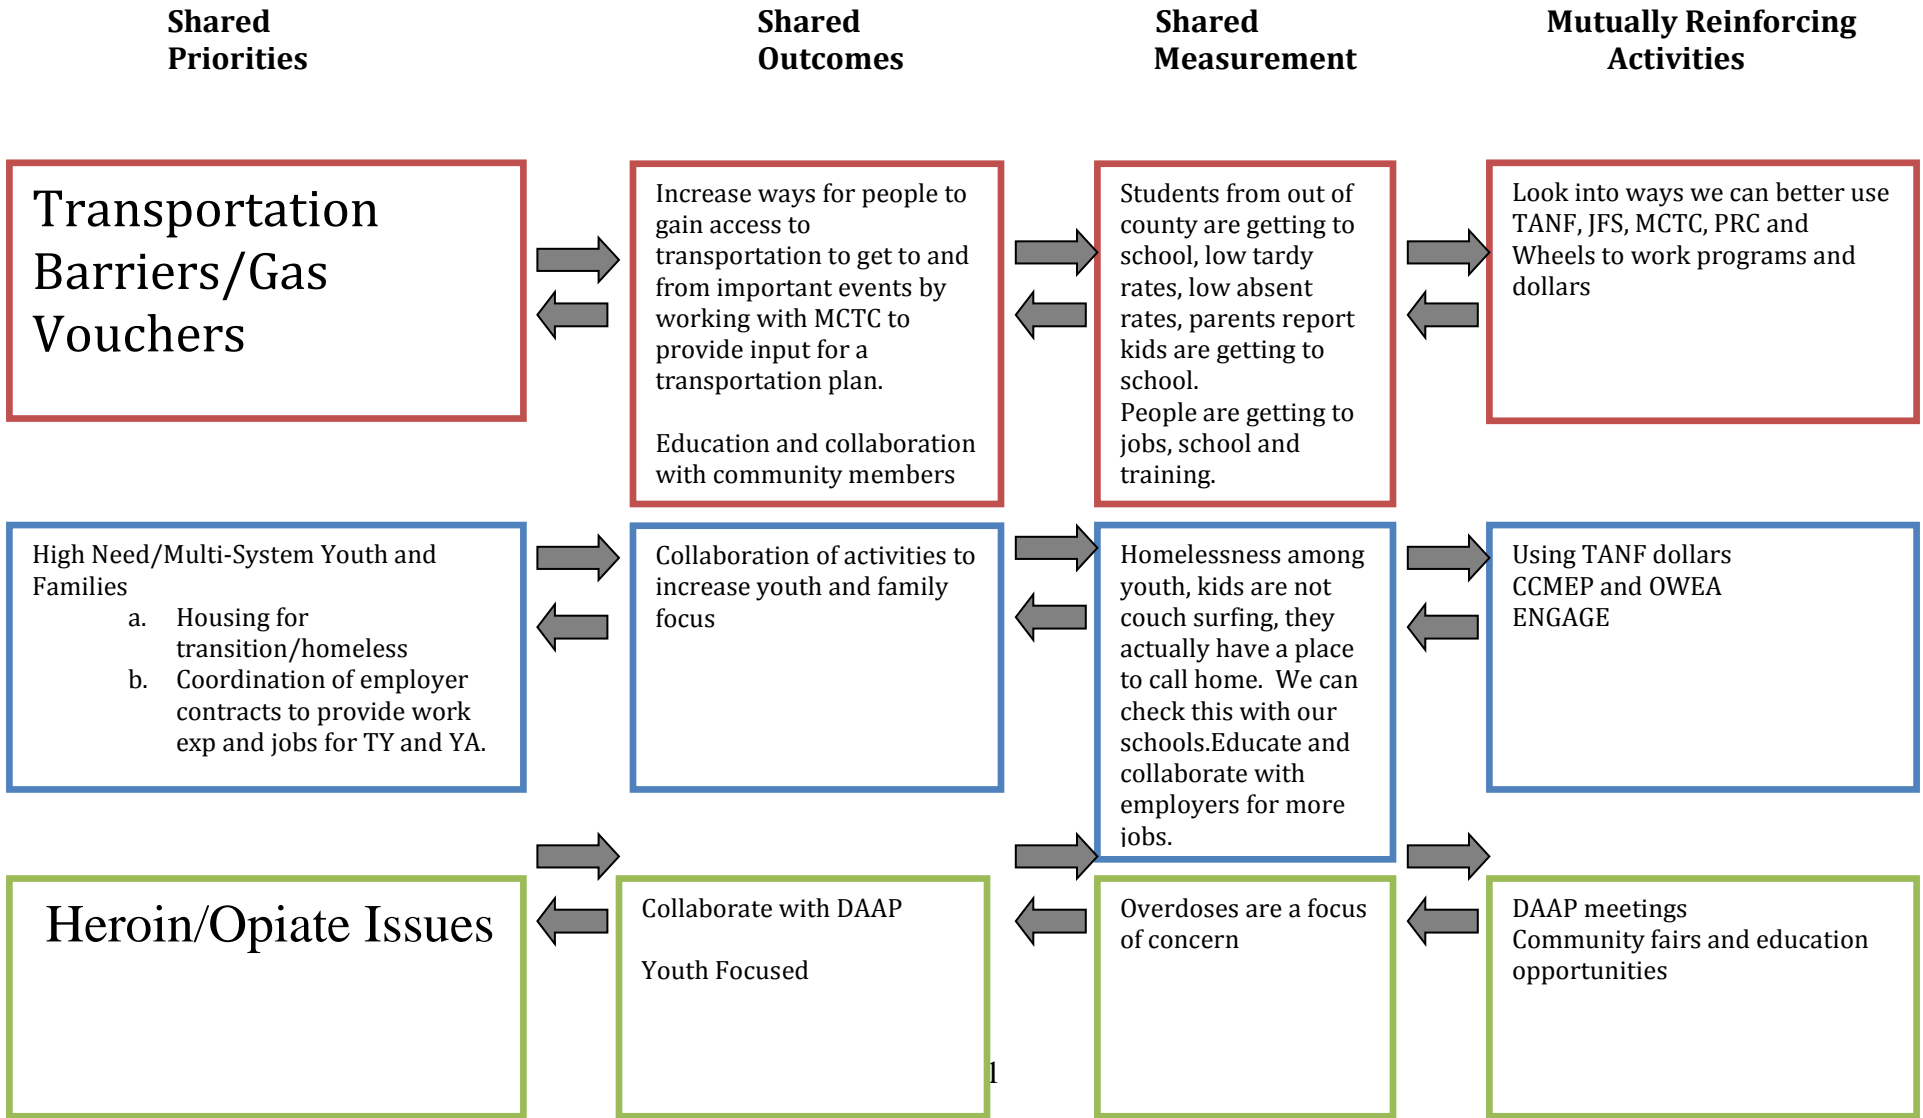 Shared
Priorities
Shared
Outcomes
Shared
Measurement
Mutually Reinforcing
Activities
Transportation
Barriers/Gas
Vouchers
Increase ways for people to
gain access to
transportation to get to and
from important events by
working with MCTC to
provide input for a
transportation plan.
Education and collaboration
with community members
Students from out of
county are getting to
school, low tardy
rates, low absent
rates, parents report
kids are getting to
school.
People are getting to
jobs, school and
training.
Look into ways we can better use
TANF, JFS, MCTC, PRC and
Wheels to work programs and
dollars
High Need/Multi-System Youth and
Families
a. Housing for
transition/homeless
b. Coordination of employer
contracts to provide work
exp and jobs for TY and YA.
Collaboration of activities to
increase youth and family
focus
Homelessness among
youth, kids are not
couch surfing, they
actually have a place
to call home.  We can
check this with our
schools.Educate and
collaborate with
employers for more
jobs.
Using TANF dollars
CCMEP and OWEA
ENGAGE
Heroin/Opiate Issues
Collaborate with DAAP
Youth Focused
Overdoses are a focus
of concern
DAAP meetings
Community fairs and education
opportunities
1